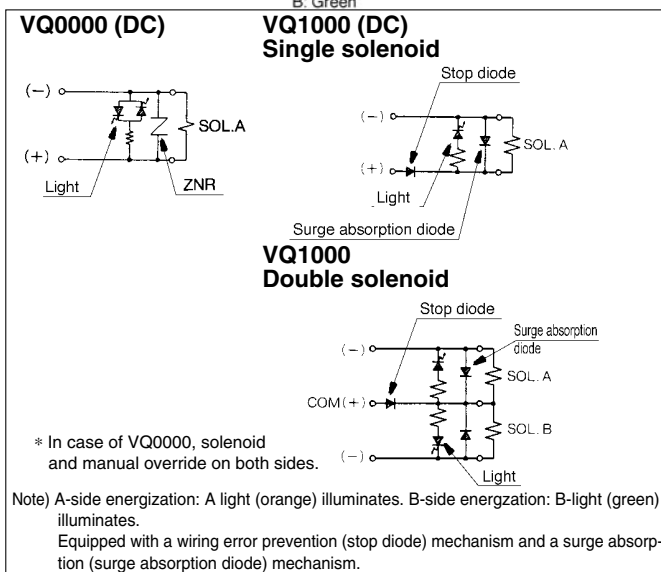 B: Green
VQ0000 (DC)
(−)
(+)
SOL.A
Light
ZNR
VQ1000 (DC)
Single solenoid
Stop diode
(−)
(+)
SOL. A
Light
Surge absorption diode
VQ1000
Double solenoid
Stop diode
Surge absorption
diode
(−)
SOL. A
COM(+)
SOL. B
(−)
Light
* In case of VQ0000, solenoid
and manual override on both sides.
Note) A-side energization: A light (orange) illuminates. B-side energzation: B-light (green)
illuminates.
Equipped with a wiring error prevention (stop diode) mechanism and a surge absorp-
tion (surge absorption diode) mechanism.